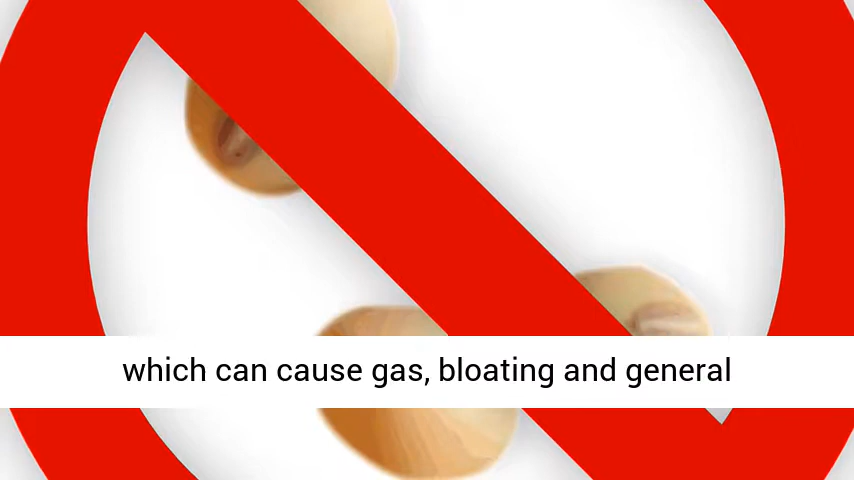 which can cause gas, bloating and general